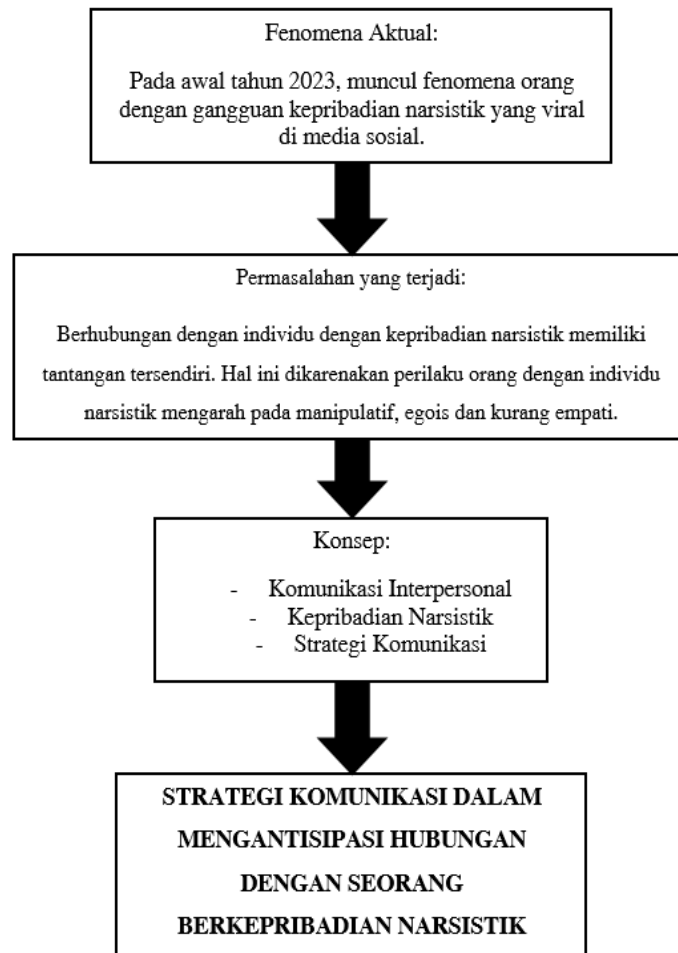 Fenomena Aktual:
Pada awal tahun 2023, muncul fenomena orang
dengan gangguan kepribadian narsistik yang viral
di media sosial.
Permasalahan yang terjadi:
Berhubungan dengan individu dengan kepribadian narsistik memiliki
tantangan tersendiri. Hal ini dikarenakan perilaku orang dengan individu
narsistik mengarah pada manipulatif, egois dan kurang empati.
Konsep:
- Komunikasi Interpersonal
- Kepribadian Narsistik
- Strategi Komunikasi
STRATEGI KOMUNIKASI DALAM
MENGANTISIPASI HUBUNGAN
DENGAN SEORANG
BERKEPRIBADIAN NARSISTIK